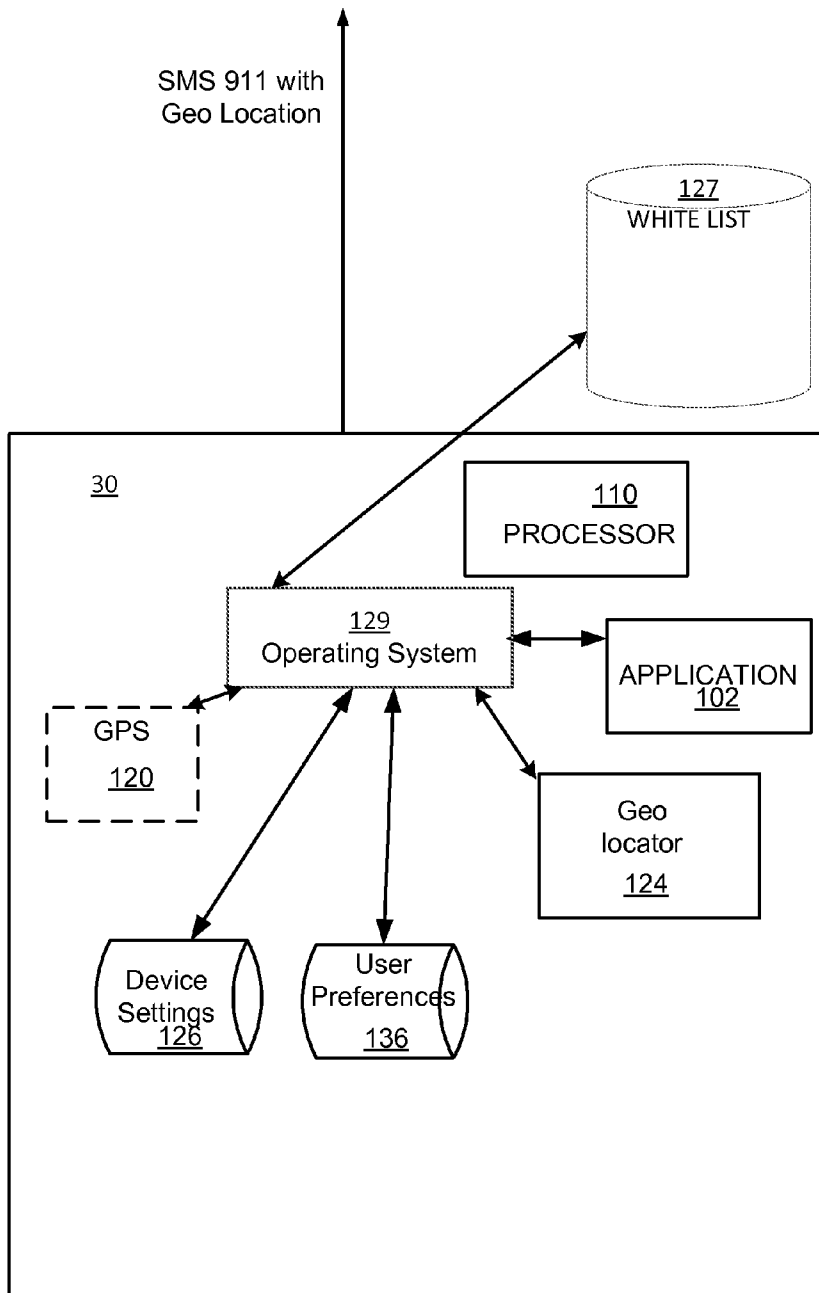 SMS 911 with
Geo Location
127
WHITE LIST
30
110
PROCESSOR
129
Operating System
APPLICATION
102
GPS
120
Geo
locator
124
Device
Settings
126
User
Preferences
136